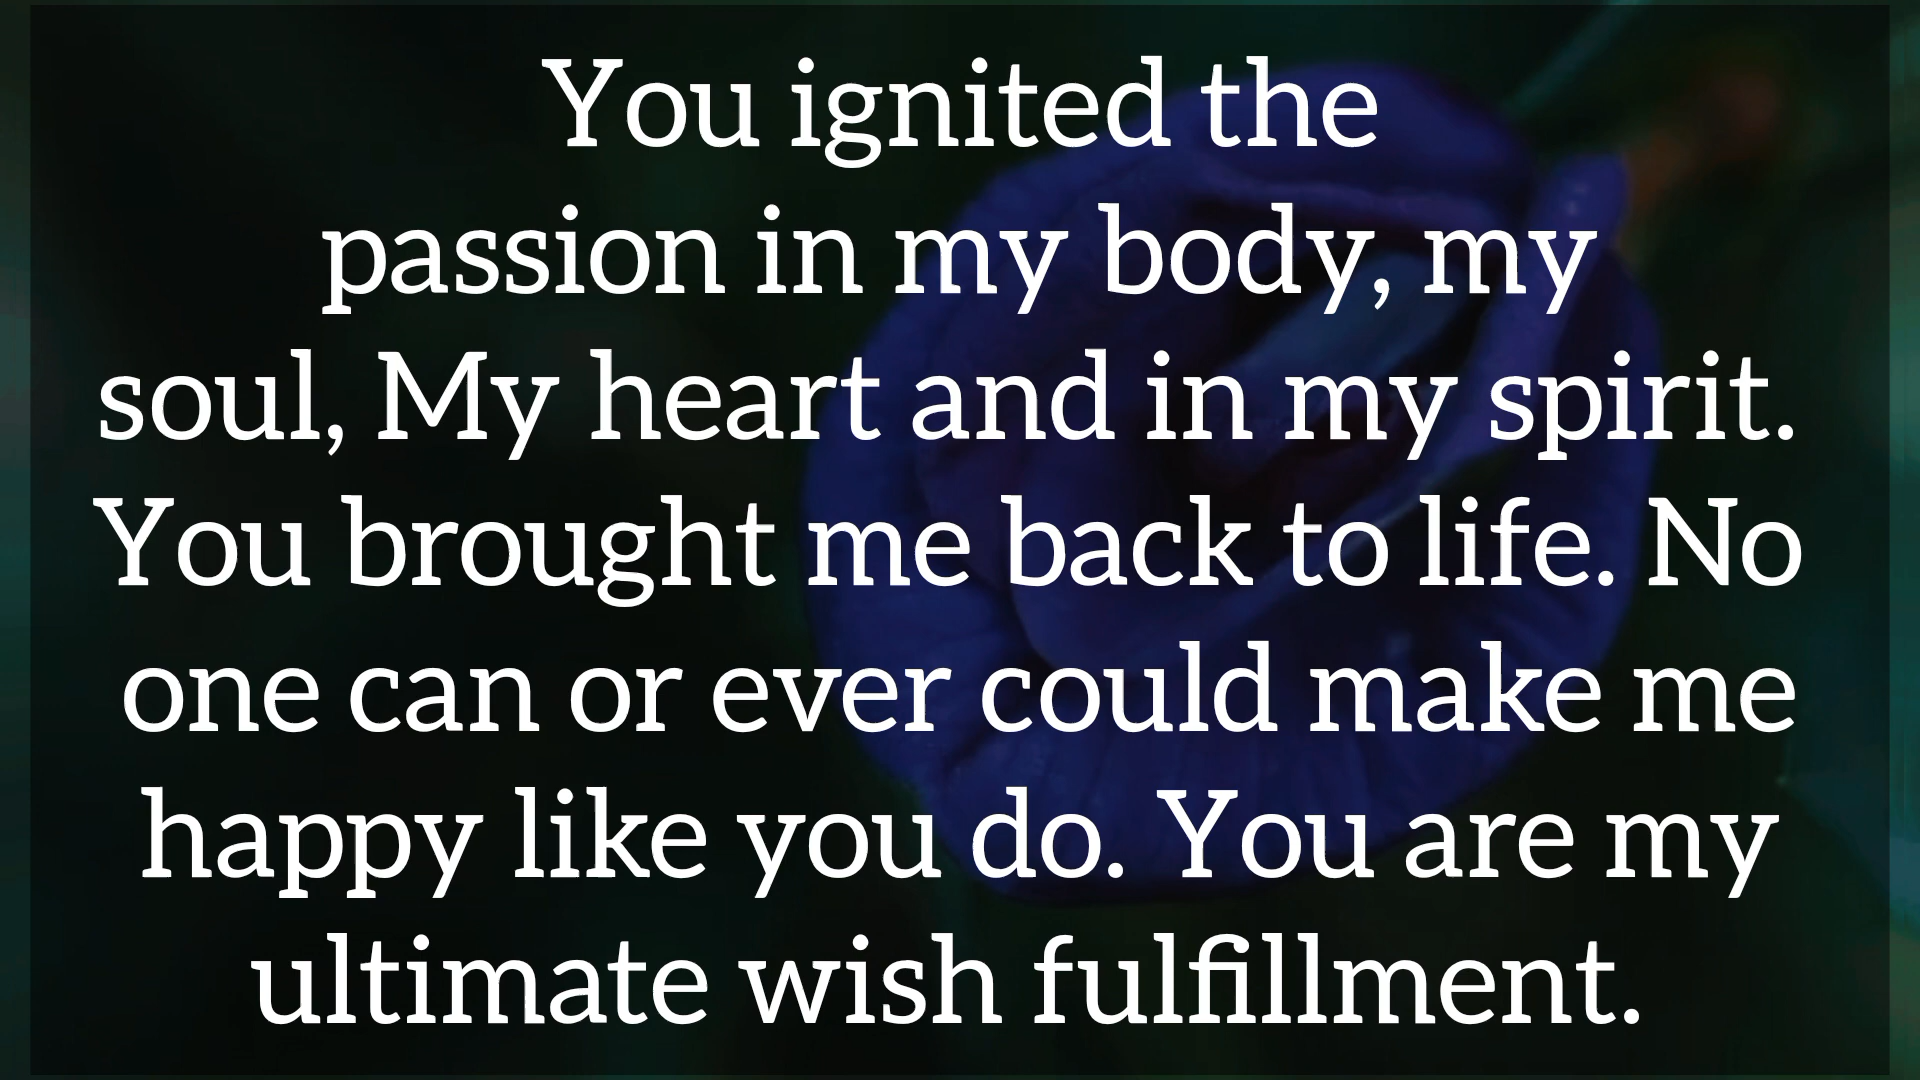 You ignited the
passion in my body, my
soul, My heart and in my spirit.
You brought me back to life. No
one can or ever could make me
happy like you do. You are my
ultimate wish fulfillment.